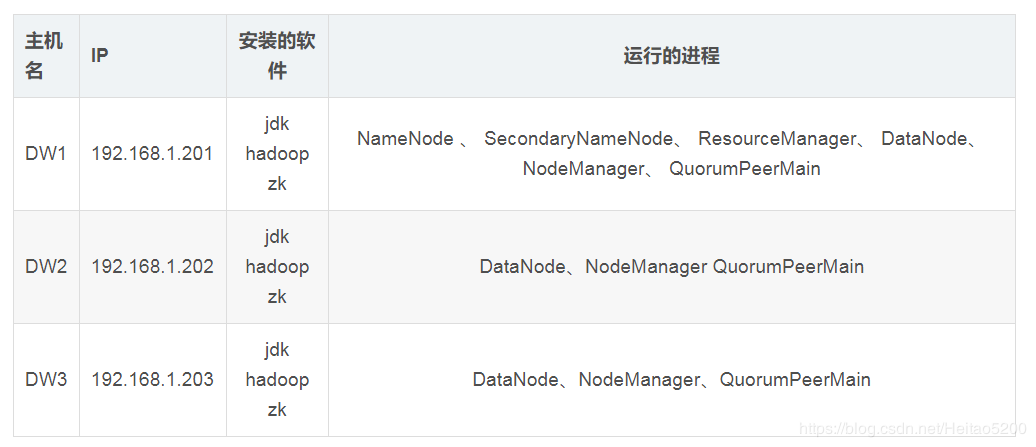 主机名 IP 安装的软件 运行的进程
DW1 192.168.1.201 jdk hadoop zk NameNode 、 SecondaryNameNode、 ResourceManager、 DataNode、 NodeManager、 QuorumPeerMain
DW2 192.168.1.202 jdk hadoop zk DataNode、NodeManager QuorumPeerMain
DW3 192.168.1.203 jdk hadoop zk DataNode、NodeManager、QuorumPeerMain
https://blog.csdn.net/Heitao5200